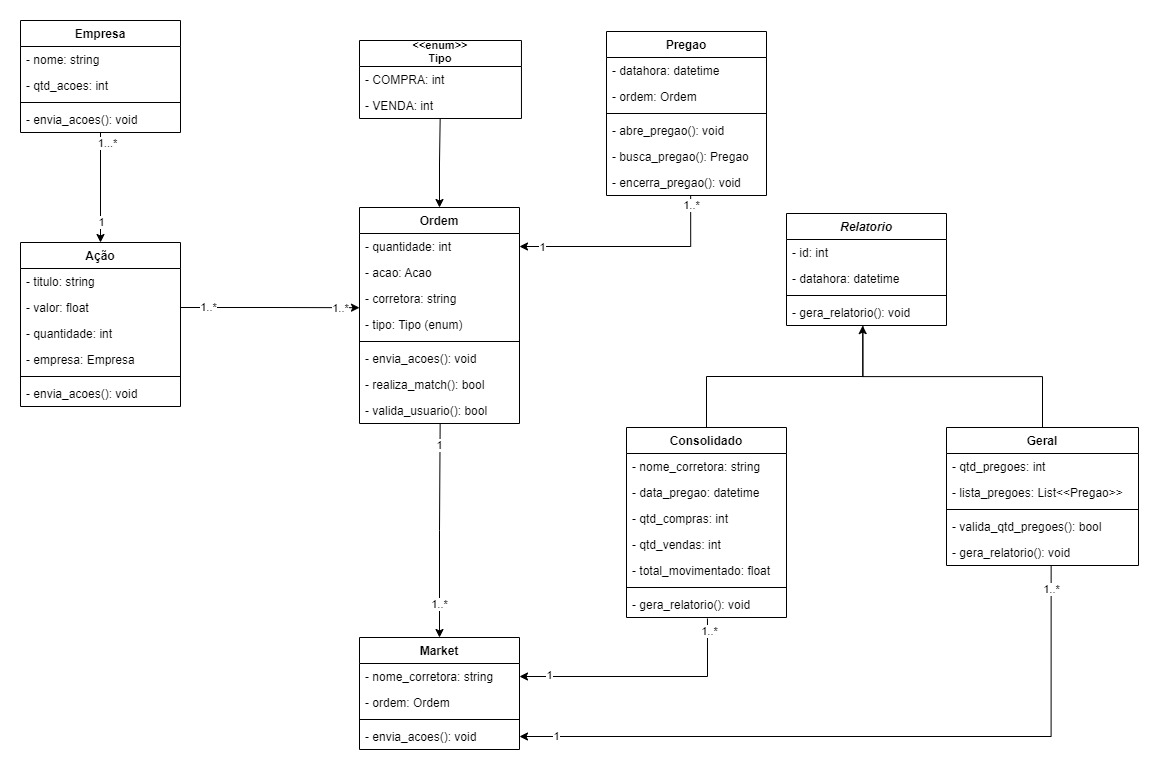 Empresa
- nome: string
- qtd_acoes: int
- envia_acoes(): void
1...*
1
<<enum>>
Tipo
- COMPRA: int
- VENDA: int
Pregao
- datahora: datetime
- ordem: Ordem
- abre_pregao(): void
- busca_pregao(): Pregao
- encerra_pregao(): void
1..*
1
Ação
- titulo: string
- valor: float
- quantidade: int
- empresa: Empresa
- envia_acoes(): void
1..*
1..*
Ordem
- quantidade: int
- acao: Acao
- corretora: string
- tipo: Tipo (enum)
- envia_acoes(): void
- realiza_match(): bool
- valida_usuario(): bool
1
1..*
Relatorio
- id: int
- datahora: datetime
- gera_relatorio(): void
Consolidado
- nome_corretora: string
- data_pregao: datetime
- qtd_compras: int
- qtd_vendas: int
- total_movimentado: float
- gera_relatorio(): void
1..*
1
Geral
- qtd_pregoes: int
- lista_pregoes: List<<Pregao>>
- valida_qtd_pregoes(): bool
- gera_relatorio(): void
1..*
1
Market
- nome_corretora: string
- ordem: Ordem
- envia_acoes(): void